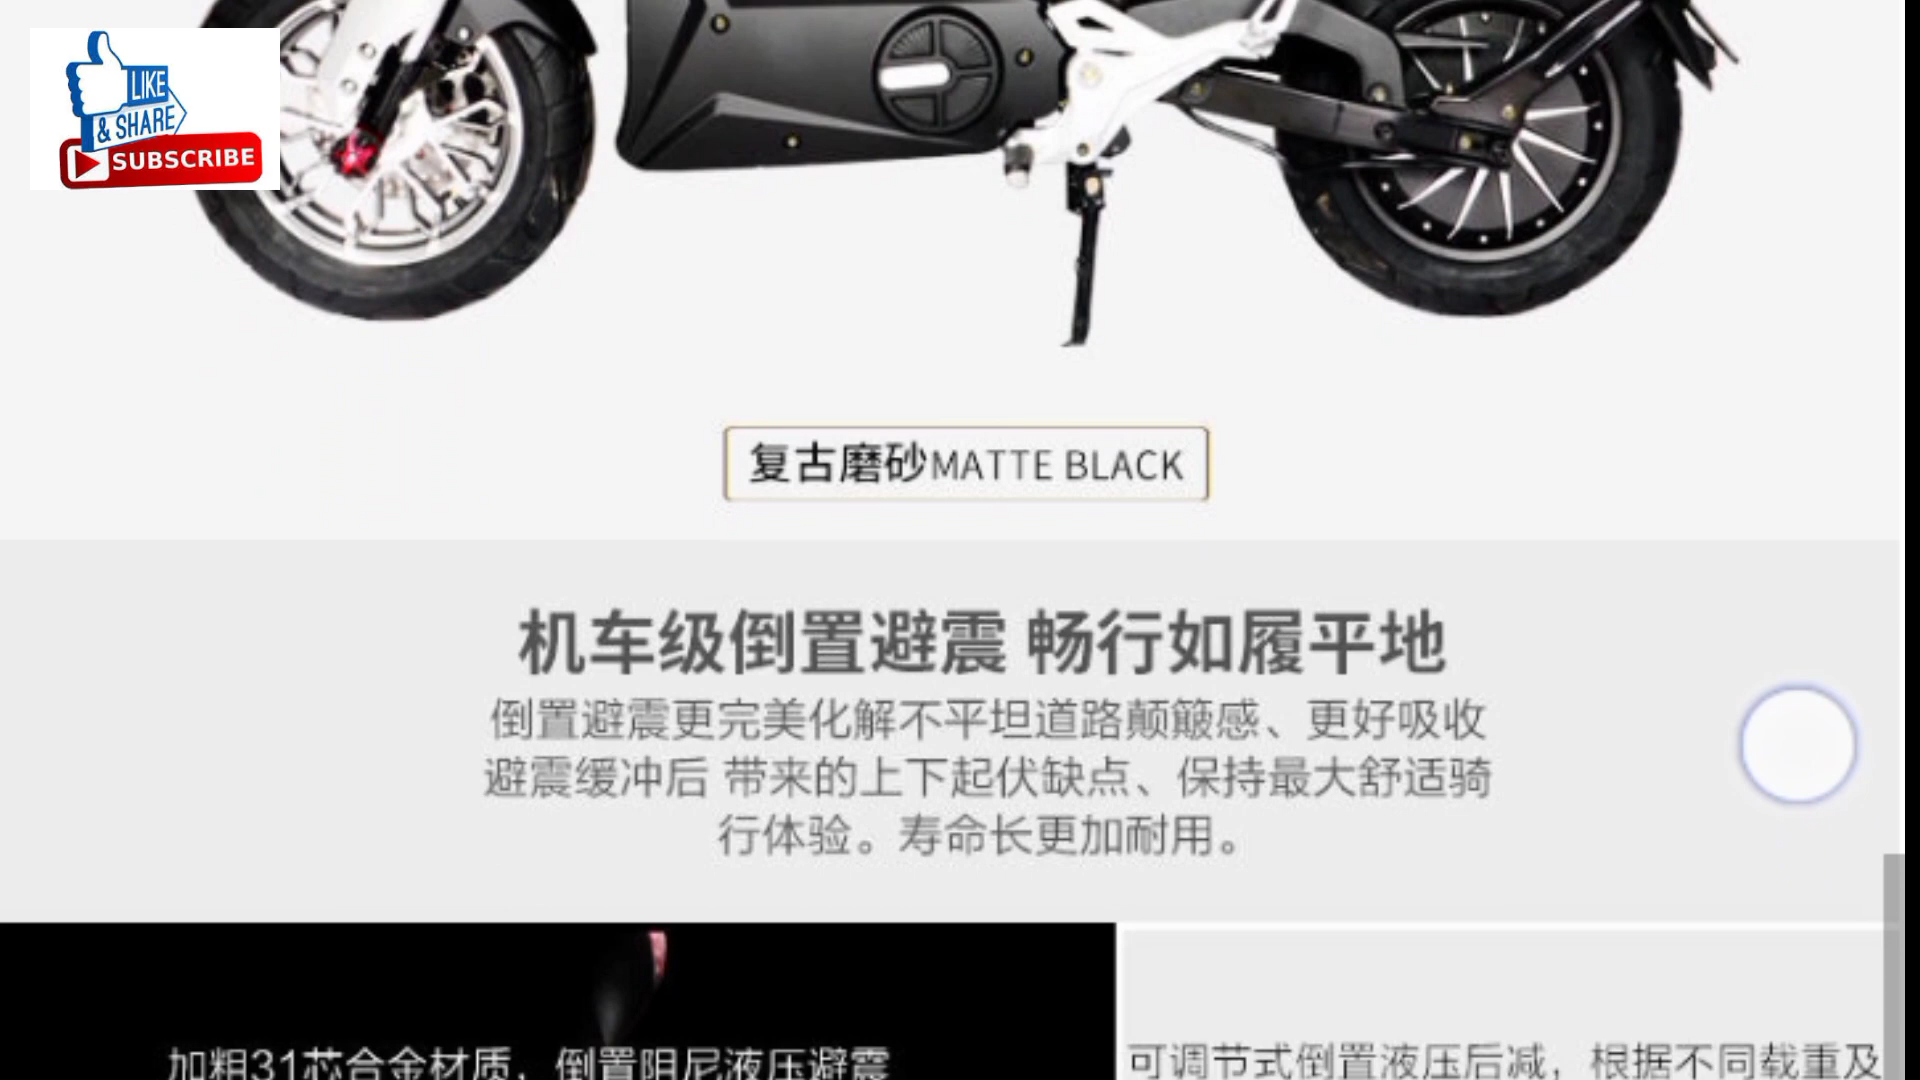 LIKE
& SHARE
SUBSCRIBE
复古磨砂MATTE BLACK
机车级倒置避震 畅行如履平地
倒置避震更完美化解不平坦道路颠簸感、更好吸收
避震缓冲后 带来的上下起伏缺点、保持最大舒适骑
行体验。寿命长更加耐用。
加粗31芯合金材质，倒置阻尼液压避震
可调节式倒置液压后减，根据不同载重及